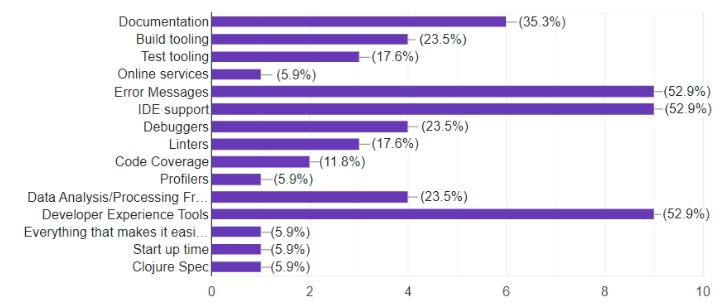 Documentation (35.3%)
Build tooling (23.5%)
Test tooling (17.6%)
Online services (5.9%)
Error Messages (52.9%)
IDE support (52.9%)
Debuggers (23.5%)
Linters (17.6%)
Code Coverage (11.8%)
Profilers (5.9%)
Data Analysis/Processing Fr... (23.5%)
Developer Experience Tools (52.9%)
Everything that makes it easi... (5.9%)
Start up time (5.9%)
Clojure Spec (5.9%)
0 2 4 6 8 10